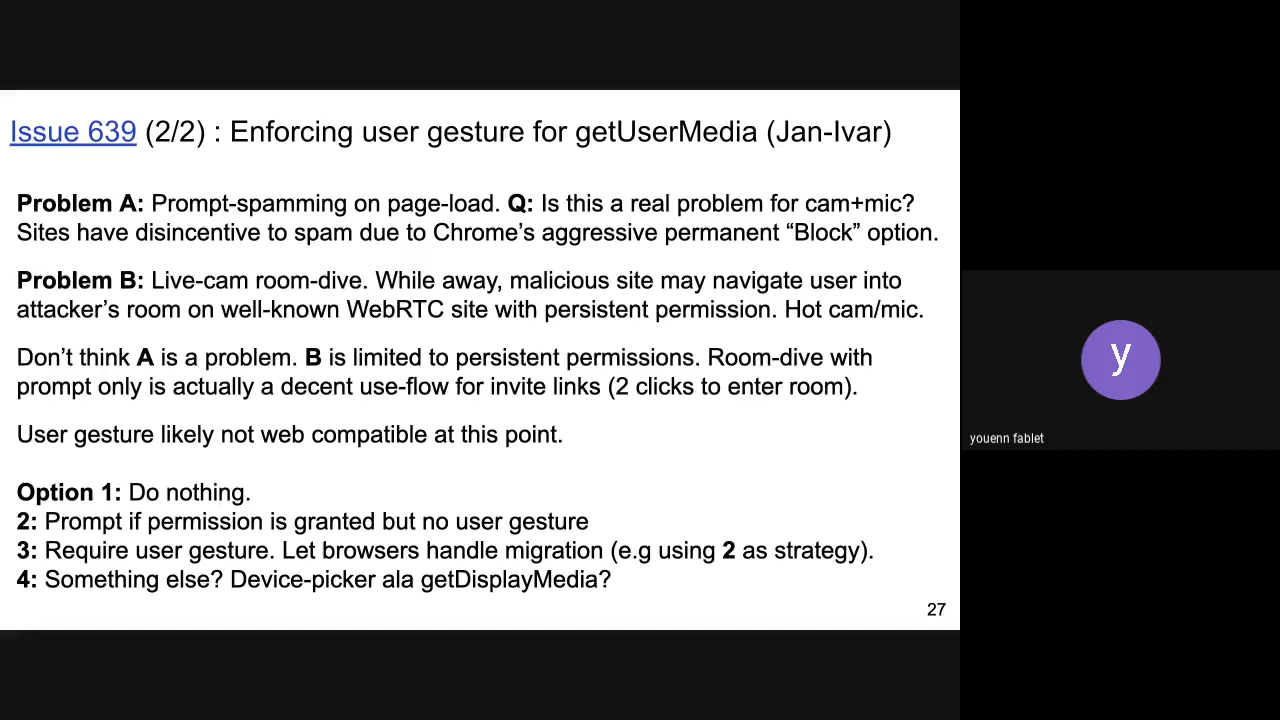 Issue 639 (2/2) : Enforcing user gesture for getUserMedia (Jan-Ivar)
Problem A: Prompt-spamming on page-load. Q: Is this a real problem for cam+mic?
Sites have disincentive to spam due to Chrome’s aggressive permanent “Block” option.
Problem B: Live-cam room-dive. While away, malicious site may navigate user into
attacker’s room on well-known WebRTC site with persistent permission. Hot cam/mic.
Don’t think A is a problem. B is limited to persistent permissions. Room-dive with
prompt only is actually a decent use-flow for invite links (2 clicks to enter room).
User gesture likely not web compatible at this point.
Option 1: Do nothing.
2: Prompt if permission is granted but no user gesture
3: Require user gesture. Let browsers handle migration (e.g using 2 as strategy).
4: Something else? Device-picker ala getDisplayMedia?
27
y
youenn fablet